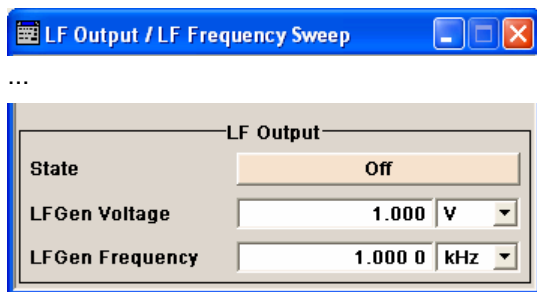 LF Output / LF Frequency Sweep
...
LF Output
State Off
LFGen Voltage 1.000 V
LFGen Frequency 1.000 0 kHz